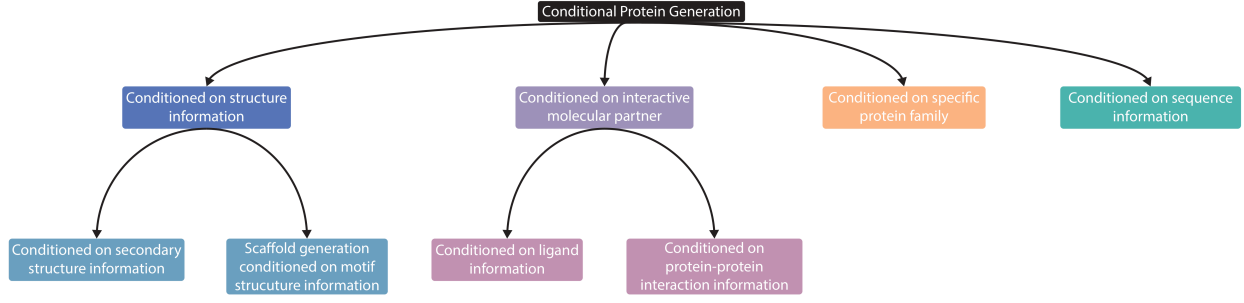 Conditional Protein Generation
Conditioned on structure
information
Conditioned on interactive
molecular partner
Conditioned on specific
protein family
Conditioned on sequence
information
Conditioned on secondary
structure information
Scaffold generation
conditioned on motif
strucuture information
Conditioned on ligand
information
Conditioned on
protein-protein
interaction information